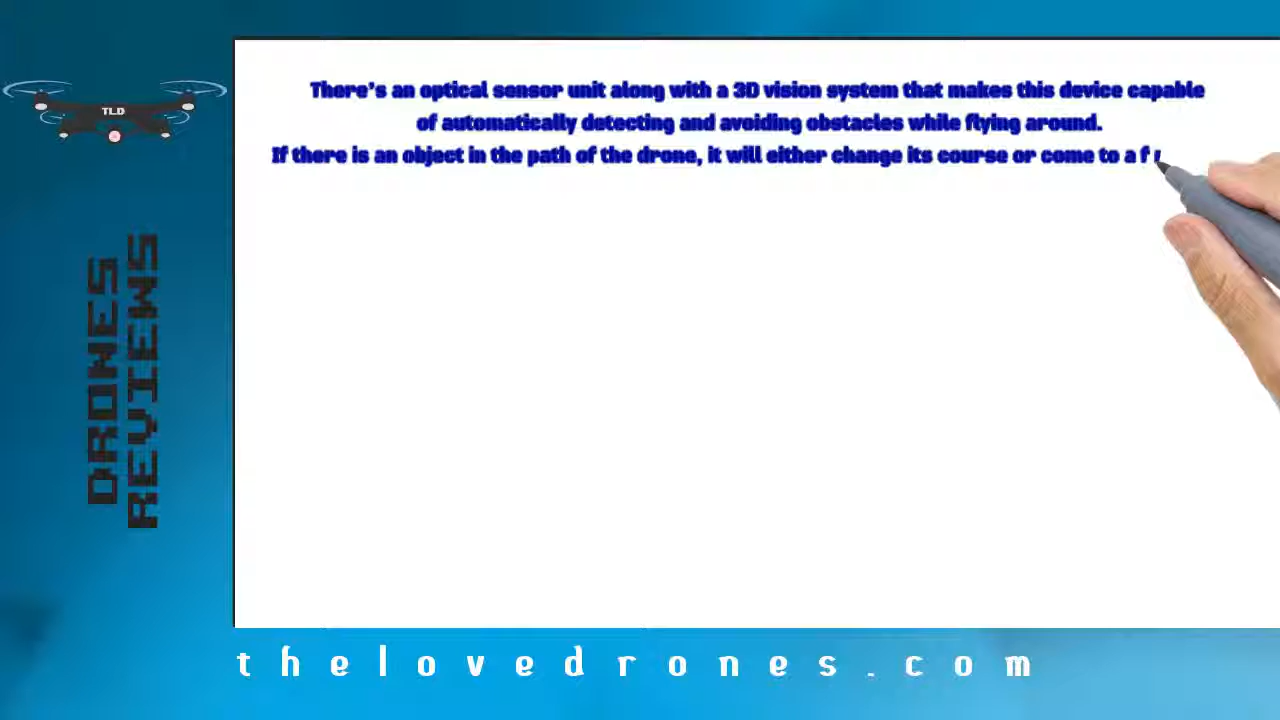 TLD
DRONES
REVIEWS
There's an optical sensor unit along with a 3D vision system that makes this device capable
of automatically detecting and avoiding obstacles while flying around.
If there is an object in the path of the drone, it will either change its course or come to a f
thelovedrones.com